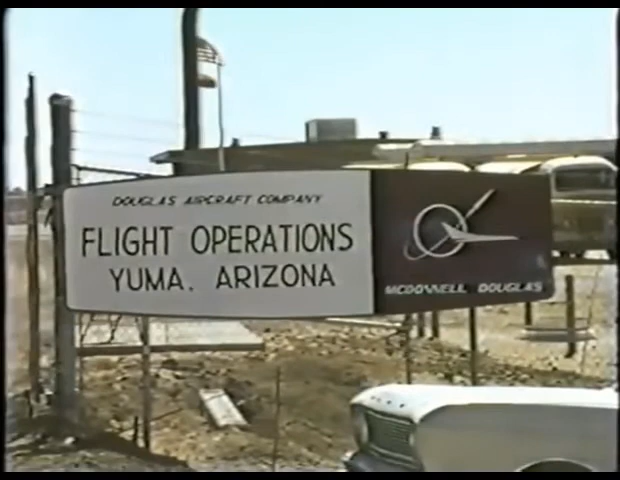 DOUGLAS AIRCRAFT COMPANY
FLIGHT OPERATIONS
YUMA, ARIZONA
MCDONNELL DOUGLAS